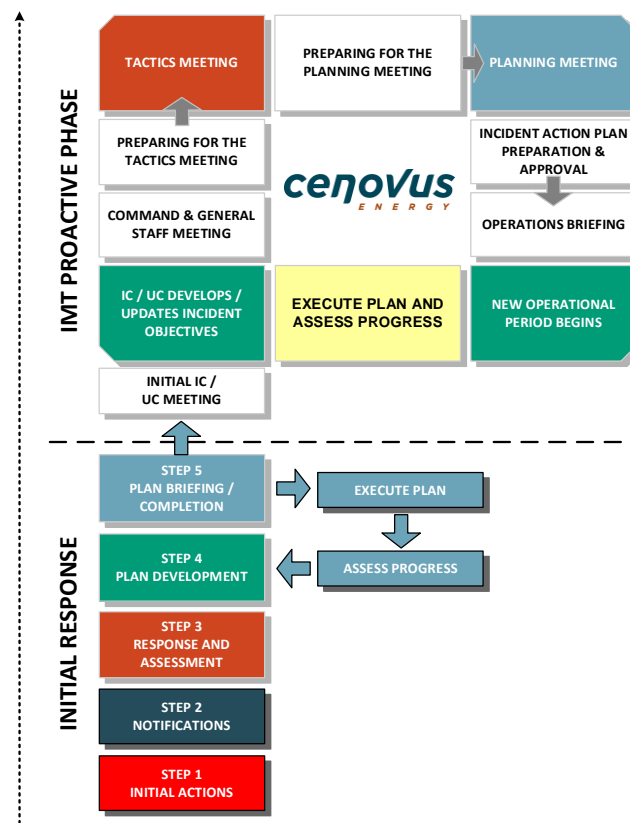 IMT PROACTIVE PHASE
TACTICS MEETING
PREPARING FOR THE
PLANNING MEETING
PLANNING MEETING
PREPARING FOR THE
TACTICS MEETING
INCIDENT ACTION PLAN
PREPARATION &
APPROVAL
cenovus
ENERGY
COMMAND & GENERAL
STAFF MEETING
OPERATIONS BRIEFING
IC / UC DEVELOPS /
UPDATES INCIDENT
OBJECTIVES
EXECUTE PLAN AND
ASSESS PROGRESS
NEW OPERATIONAL
PERIOD BEGINS
INITIAL IC /
UC MEETING
INITIAL RESPONSE
STEP 5
PLAN BRIEFING /
COMPLETION
EXECUTE PLAN
STEP 4
PLAN DEVELOPMENT
ASSESS PROGRESS
STEP 3
RESPONSE AND
ASSESSMENT
STEP 2
NOTIFICATIONS
STEP 1
INITIAL ACTIONS